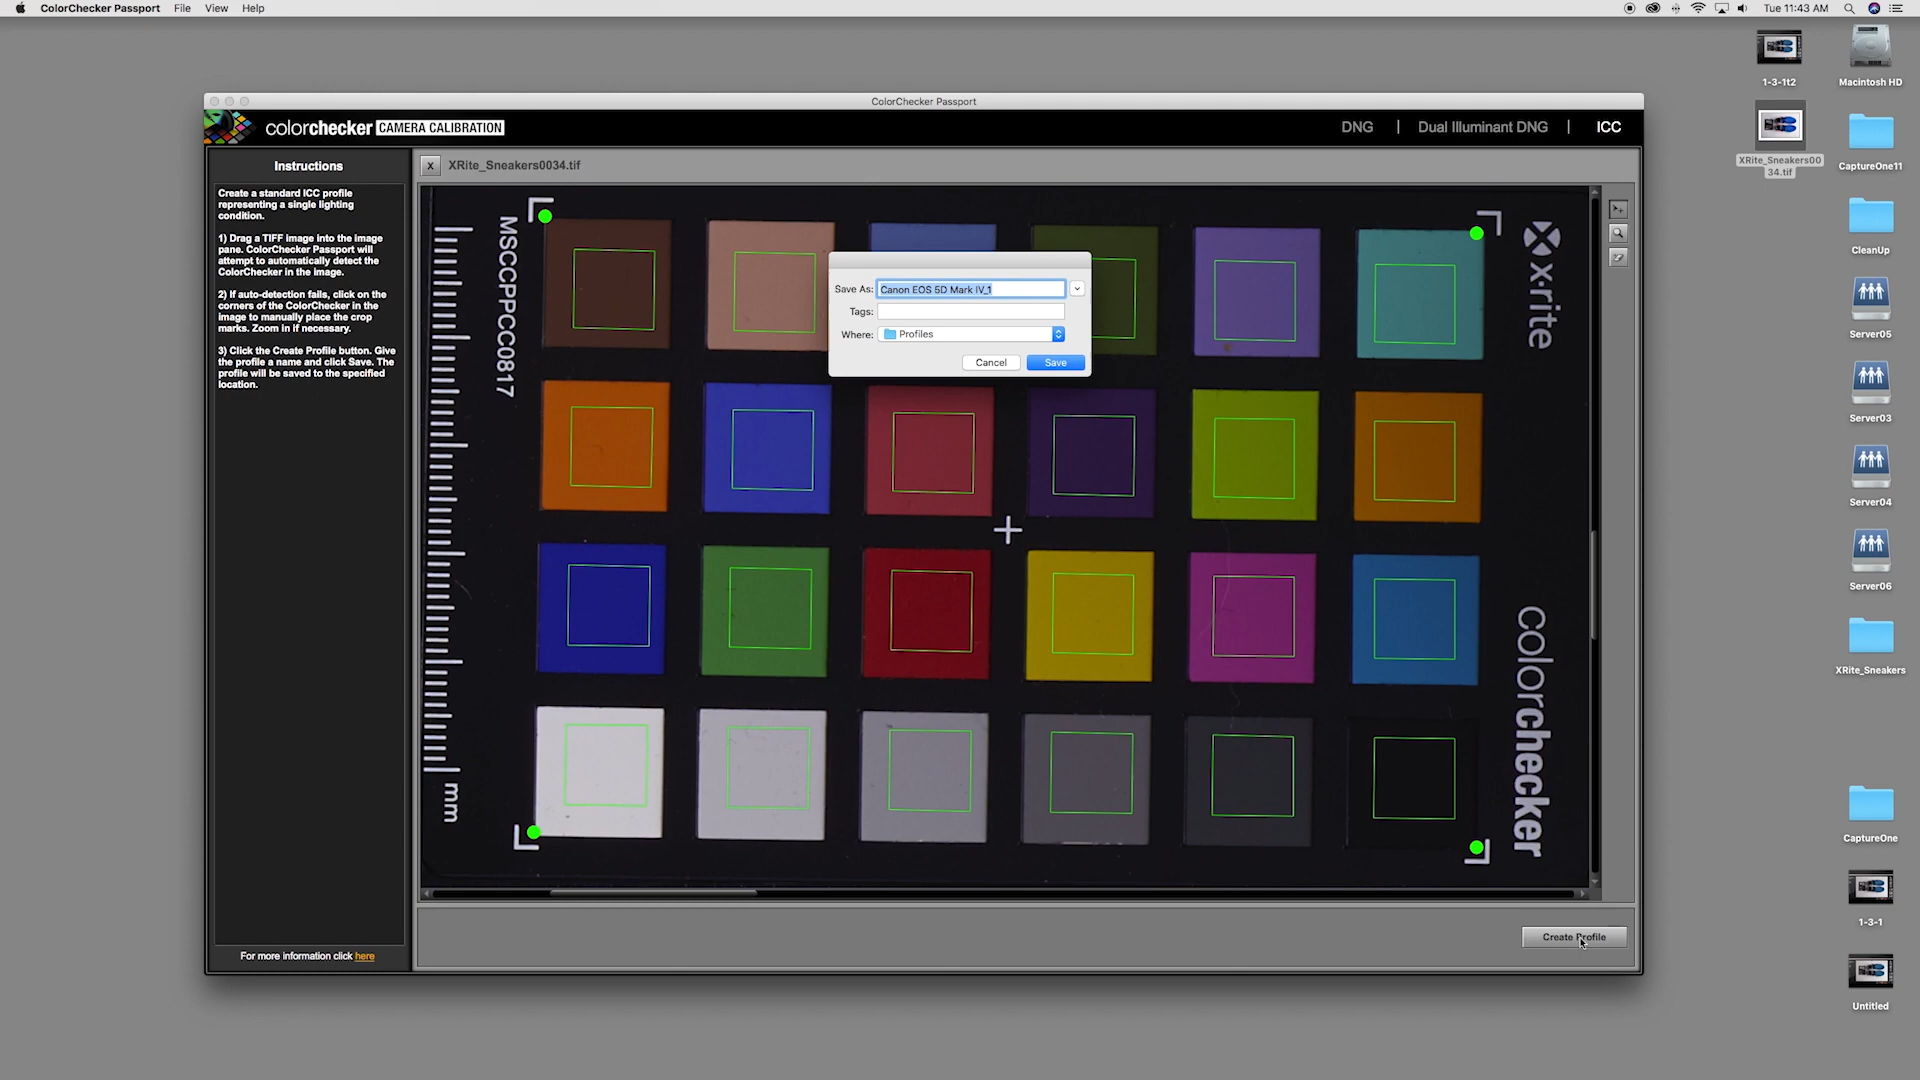 ColorChecker Passport File View Help
Tue 11:43 AM
ColorChecker Passport
colorchecker CAMERA CALIBRATION
DNG | Dual Illuminant DNG | ICC
Instructions
Create a standard ICC profile
representing a single lighting
condition.
1) Drag a TIFF image into the image
pane. ColorChecker Passport will
attempt to automatically detect the
ColorChecker in the image.
2) If auto-detection fails, click on the
corners of the ColorChecker in the
image to manually place the crop
marks. Zoom in if necessary.
3) Click the Create Profile button. Give
the profile a name and click Save. The
profile will be saved to the specified
location.
For more information click here
x XRite_Sneakers0034.tif
MSCCPPCC0817
mm
x-rite
colorchecker
Save As: Canon EOS 5D Mark IV_1
Tags:
Where: Profiles
Cancel Save
Create Profile
1-3-1t2
XRite_Sneakers00
34.tif
Macintosh HD
CaptureOne11
CleanUp
Server05
Server03
Server04
Server06
XRite_Sneakers
CaptureOne
1-3-1
Untitled